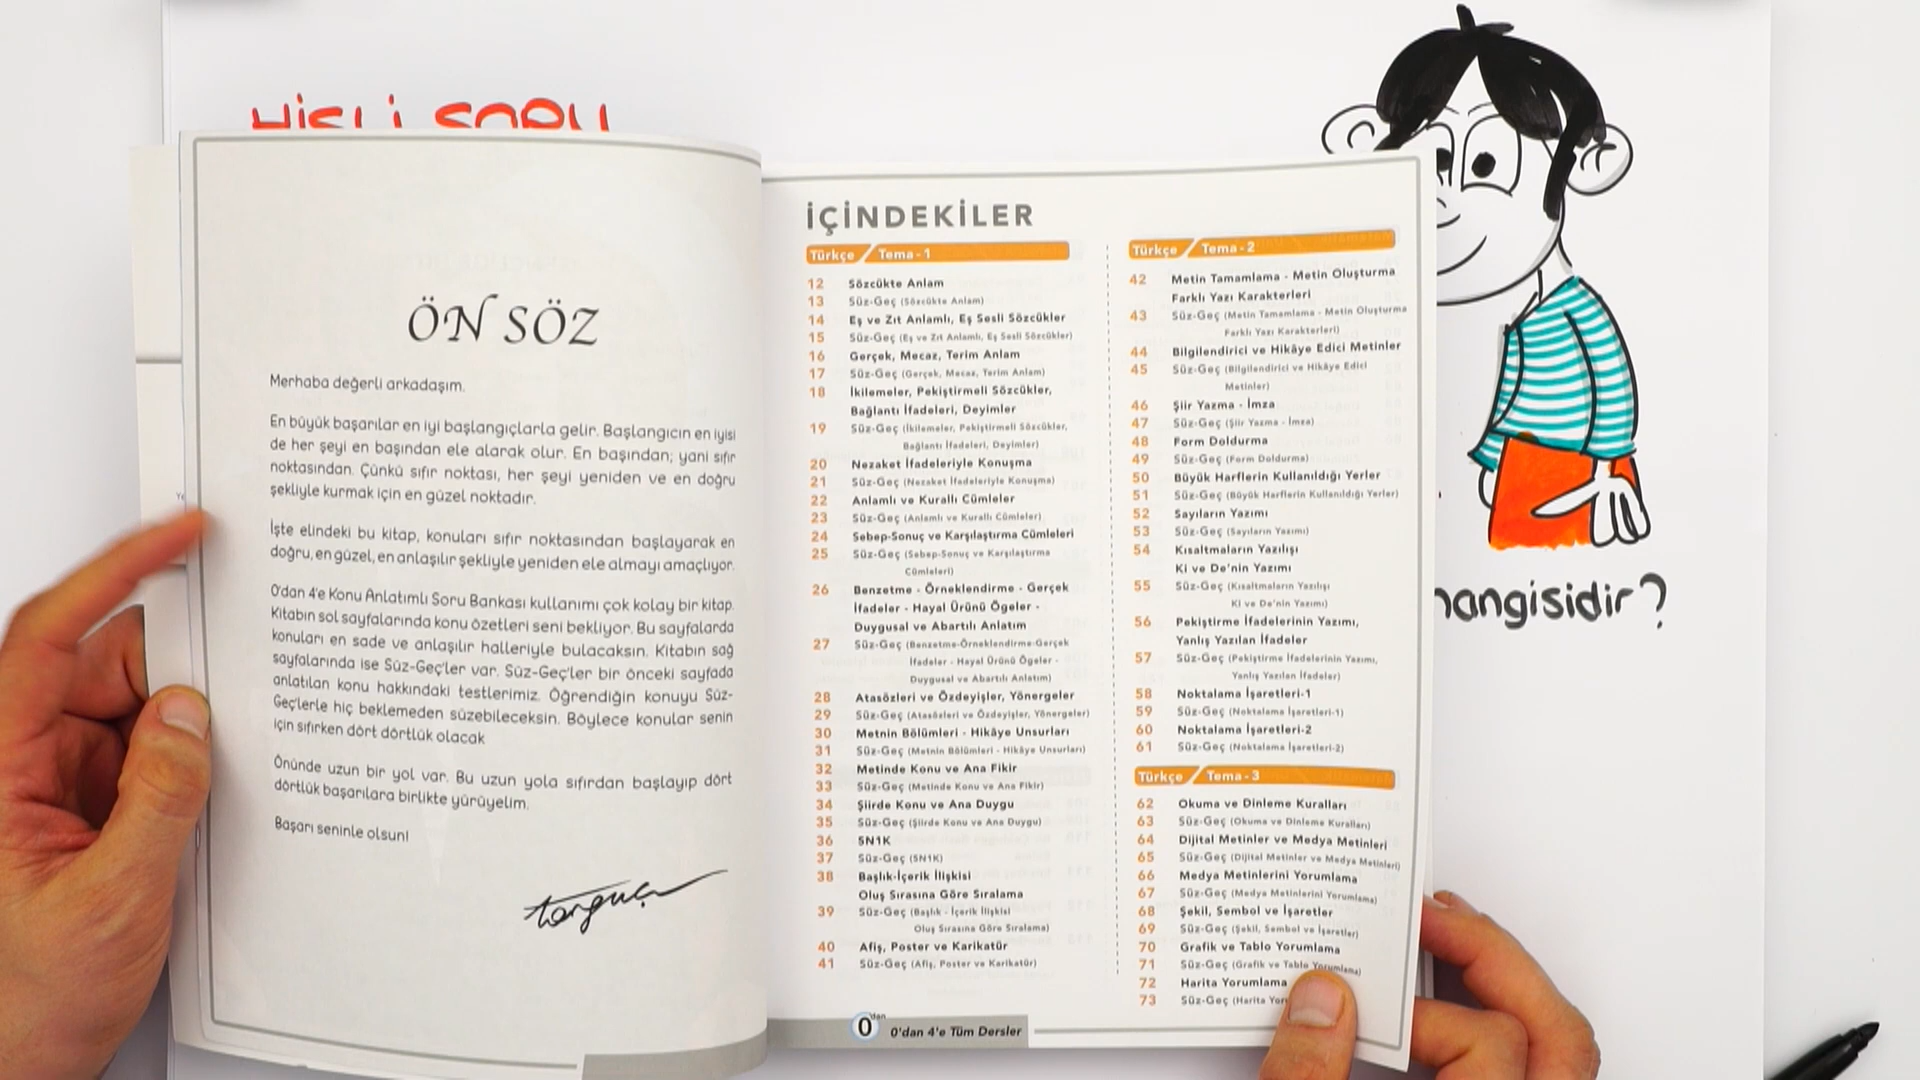 HİSLİ SORU
ÖN SÖZ
Merhaba değerli arkadaşım.
En büyük başarılar en iyi başlangıçlarla gelir. Başlangıcın en iyisi
de her şeyi en başından ele alarak olur. En başından; yani sıfır
noktasından. Çünkü sıfır noktası, her şeyi yeniden ve en doğru
şekliyle kurmak için en güzel noktadır.
İşte elindeki bu kitap, konuları sıfır noktasından başlayarak en
doğru, en güzel, en anlaşılır şekliyle yeniden ele almayı amaçlıyor.
0'dan 4'e Konu Anlatımlı Soru Bankası kullanımı çok kolay bir kitap.
Kitabın sol sayfalarında konu özetleri seni bekliyor. Bu sayfalarda
konuları en sade ve anlaşılır halleriyle bulacaksın. Kitabın sağ
sayfalarında ise Süz-Geç'ler var. Süz-Geç'ler bir önceki sayfada
anlatılan konu hakkındaki testlerimiz. Öğrendiğin konuyu Süz-
Geç'lerle hiç beklemeden süzebileceksin. Böylece konular senin
için sıfırken dört dörtlük olacak
Önünde uzun bir yol var. Bu uzun yola sıfırdan başlayıp dört
dörtlük başarılara birlikte yürüyelim.
Başarı seninle olsun!
İÇİNDEKİLER
Türkçe Tema - 1
12 Sözcükte Anlam
13 Süz-Geç (Sözcükte Anlam)
14 Eş ve Zıt Anlamlı, Eş Sesli Sözcükler
15 Süz-Geç (Eş ve Zıt Anlamlı, Eş Sesli Sözcükler)
16 Gerçek, Mecaz, Terim Anlam
17 Süz-Geç (Gerçek, Mecaz, Terim Anlam)
18 İkilemeler, Pekiştirmeli Sözcükler,
Bağlantı İfadeleri, Deyimler
19 Süz-Geç (İkilemeler, Pekiştirmeli Sözcükler,
Bağlantı İfadeleri, Deyimler)
20 Nezaket İfadeleriyle Konuşma
21 Süz-Geç (Nezaket İfadeleriyle Konuşma)
22 Anlamlı ve Kurallı Cümleler
23 Süz-Geç (Anlamlı ve Kurallı Cümleler)
24 Sebep-Sonuç ve Karşılaştırma Cümleleri
25 Süz-Geç (Sebep-Sonuç ve Karşılaştırma
Cümleleri)
26 Benzetme - Örneklendirme - Gerçek
İfadeler - Hayal Ürünü Ögeler -
Duygusal ve Abartılı Anlatım
27 Süz-Geç (Benzetme-Örneklendirme-Gerçek
İfadeler - Hayal Ürünü Ögeler -
Duygusal ve Abartılı Anlatım)
28 Atasözleri ve Özdeyişler, Yönergeler
29 Süz-Geç (Atasözleri ve Özdeyişler, Yönergeler)
30 Metnin Bölümleri - Hikâye Unsurları
31 Süz-Geç (Metnin Bölümleri - Hikâye Unsurları)
32 Metinde Konu ve Ana Fikir
33 Süz-Geç (Metinde Konu ve Ana Fikir)
34 Şiirde Konu ve Ana Duygu
35 Süz-Geç (Şiirde Konu ve Ana Duygu)
36 5N1K
37 Süz-Geç (5N1K)
38 Başlık-İçerik İlişkisi
Oluş Sırasına Göre Sıralama
39 Süz-Geç (Başlık - İçerik İlişkisi
Oluş Sırasına Göre Sıralama)
40 Afiş, Poster ve Karikatür
41 Süz-Geç (Afiş, Poster ve Karikatür)
Türkçe Tema - 2
42 Metin Tamamlama - Metin Oluşturma
Farklı Yazı Karakterleri
43 Süz-Geç (Metin Tamamlama - Metin Oluşturma
Farklı Yazı Karakterleri)
44 Bilgilendirici ve Hikâye Edici Metinler
45 Süz-Geç (Bilgilendirici ve Hikâye Edici
Metinler)
46 Şiir Yazma - İmza
47 Süz-Geç (Şiir Yazma - İmza)
48 Form Doldurma
49 Süz-Geç (Form Doldurma)
50 Büyük Harflerin Kullanıldığı Yerler
51 Süz-Geç (Büyük Harflerin Kullanıldığı Yerler)
52 Sayıların Yazımı
53 Süz-Geç (Sayıların Yazımı)
54 Kısaltmaların Yazılışı
Ki ve De'nin Yazımı
55 Süz-Geç (Kısaltmaların Yazılışı
Ki ve De'nin Yazımı)
56 Pekiştirme İfadelerinin Yazımı,
Yanlış Yazılan İfadeler
57 Süz-Geç (Pekiştirme İfadelerinin Yazımı,
Yanlış Yazılan İfadeler)
58 Noktalama İşaretleri-1
59 Süz-Geç (Noktalama İşaretleri-1)
60 Noktalama İşaretleri-2
61 Süz-Geç (Noktalama İşaretleri-2)
Türkçe Tema - 3
62 Okuma ve Dinleme Kuralları
63 Süz-Geç (Okuma ve Dinleme Kuralları)
64 Dijital Metinler ve Medya Metinleri
65 Süz-Geç (Dijital Metinler ve Medya Metinleri)
66 Medya Metinlerini Yorumlama
67 Süz-Geç (Medya Metinlerini Yorumlama)
68 Şekil, Sembol ve İşaretler
69 Süz-Geç (Şekil, Sembol ve İşaretler)
70 Grafik ve Tablo Yorumlama
71 Süz-Geç (Grafik ve Tablo Yorumlama)
72 Harita Yorumlama
73 Süz-Geç (Harita
0'dan 0'dan 4'e Tüm Dersler
hangisidir?